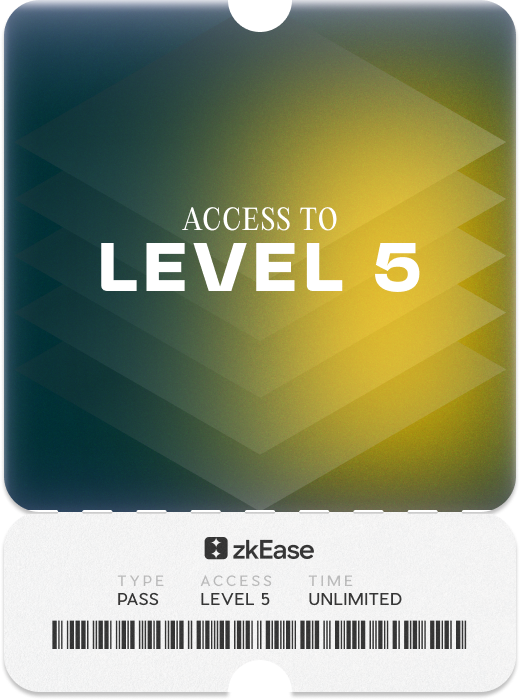 ACCESS TO
LEVEL 5
zkEase
TYPE ACCESS TIME
PASS LEVEL 5 UNLIMITED